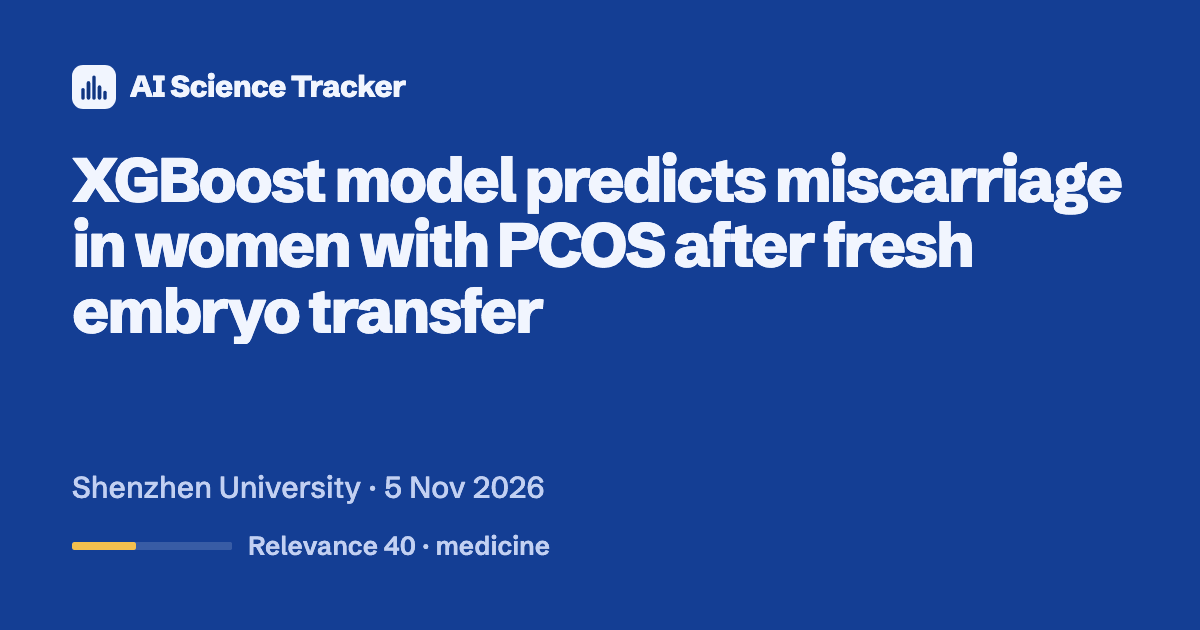 AI Science Tracker
XGBoost model predicts miscarriage
in women with PCOS after fresh
embryo transfer
Shenzhen University · 5 Nov 2026
Relevance 40 · medicine